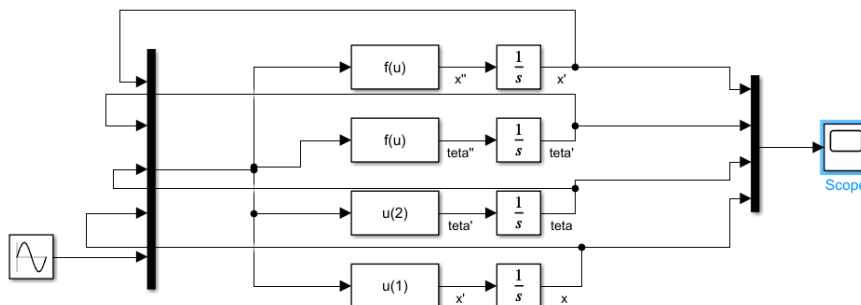 f(u)
x''
1
s
x'
f(u)
teta''
1
s
teta'
u(2)
teta'
1
s
teta
u(1)
x'
1
s
x
Scope